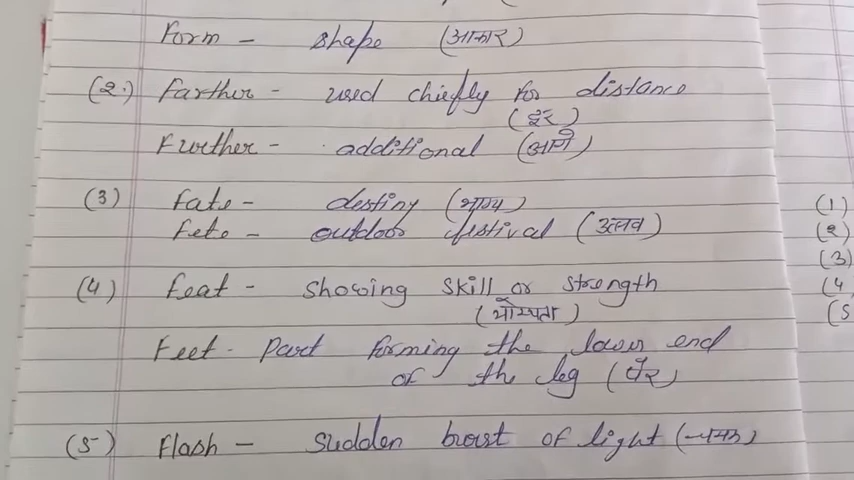 Form - shape (आकार)
(2.) Farther - used chiefly for distance
(दूर)
Further - additional (आगे)
(3) Fate - destiny (भाग्य)
Fete - outdoor festival (उत्सव)
(4) Feat - showing skill or strength
(योग्यता)
Feet - Part forming the lower end
of the leg (पैर)
(5) Flash - sudden burst of light (चमक)
(1)
(2)
(3)
(4
(5